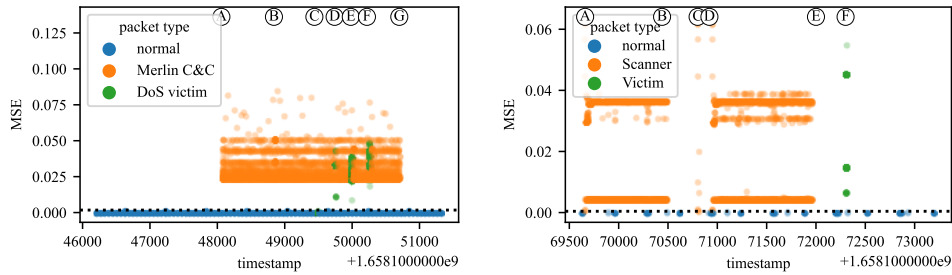 A B C D E F G
packet type
normal
Merlin C&C
DoS victim
MSE
0.125
0.100
0.075
0.050
0.025
0.000
46000 47000 48000 49000 50000 51000
timestamp
+1.6581000000e9
A B C D E F
packet type
normal
Scanner
Victim
MSE
0.06
0.04
0.02
0.00
69500 70000 70500 71000 71500 72000 72500 73000
timestamp
+1.6581000000e9